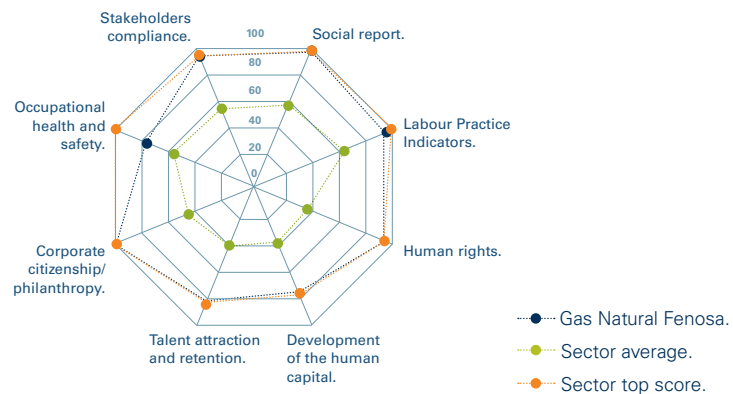 Stakeholders
compliance.
100
Social report.
80
60
40
20
0
Occupational
health and
safety.
Labour Practice
Indicators.
Corporate
citizenship/
philanthropy.
Human rights.
Talent attraction
and retention.
Development
of the human
capital.
Gas Natural Fenosa.
Sector average.
Sector top score.